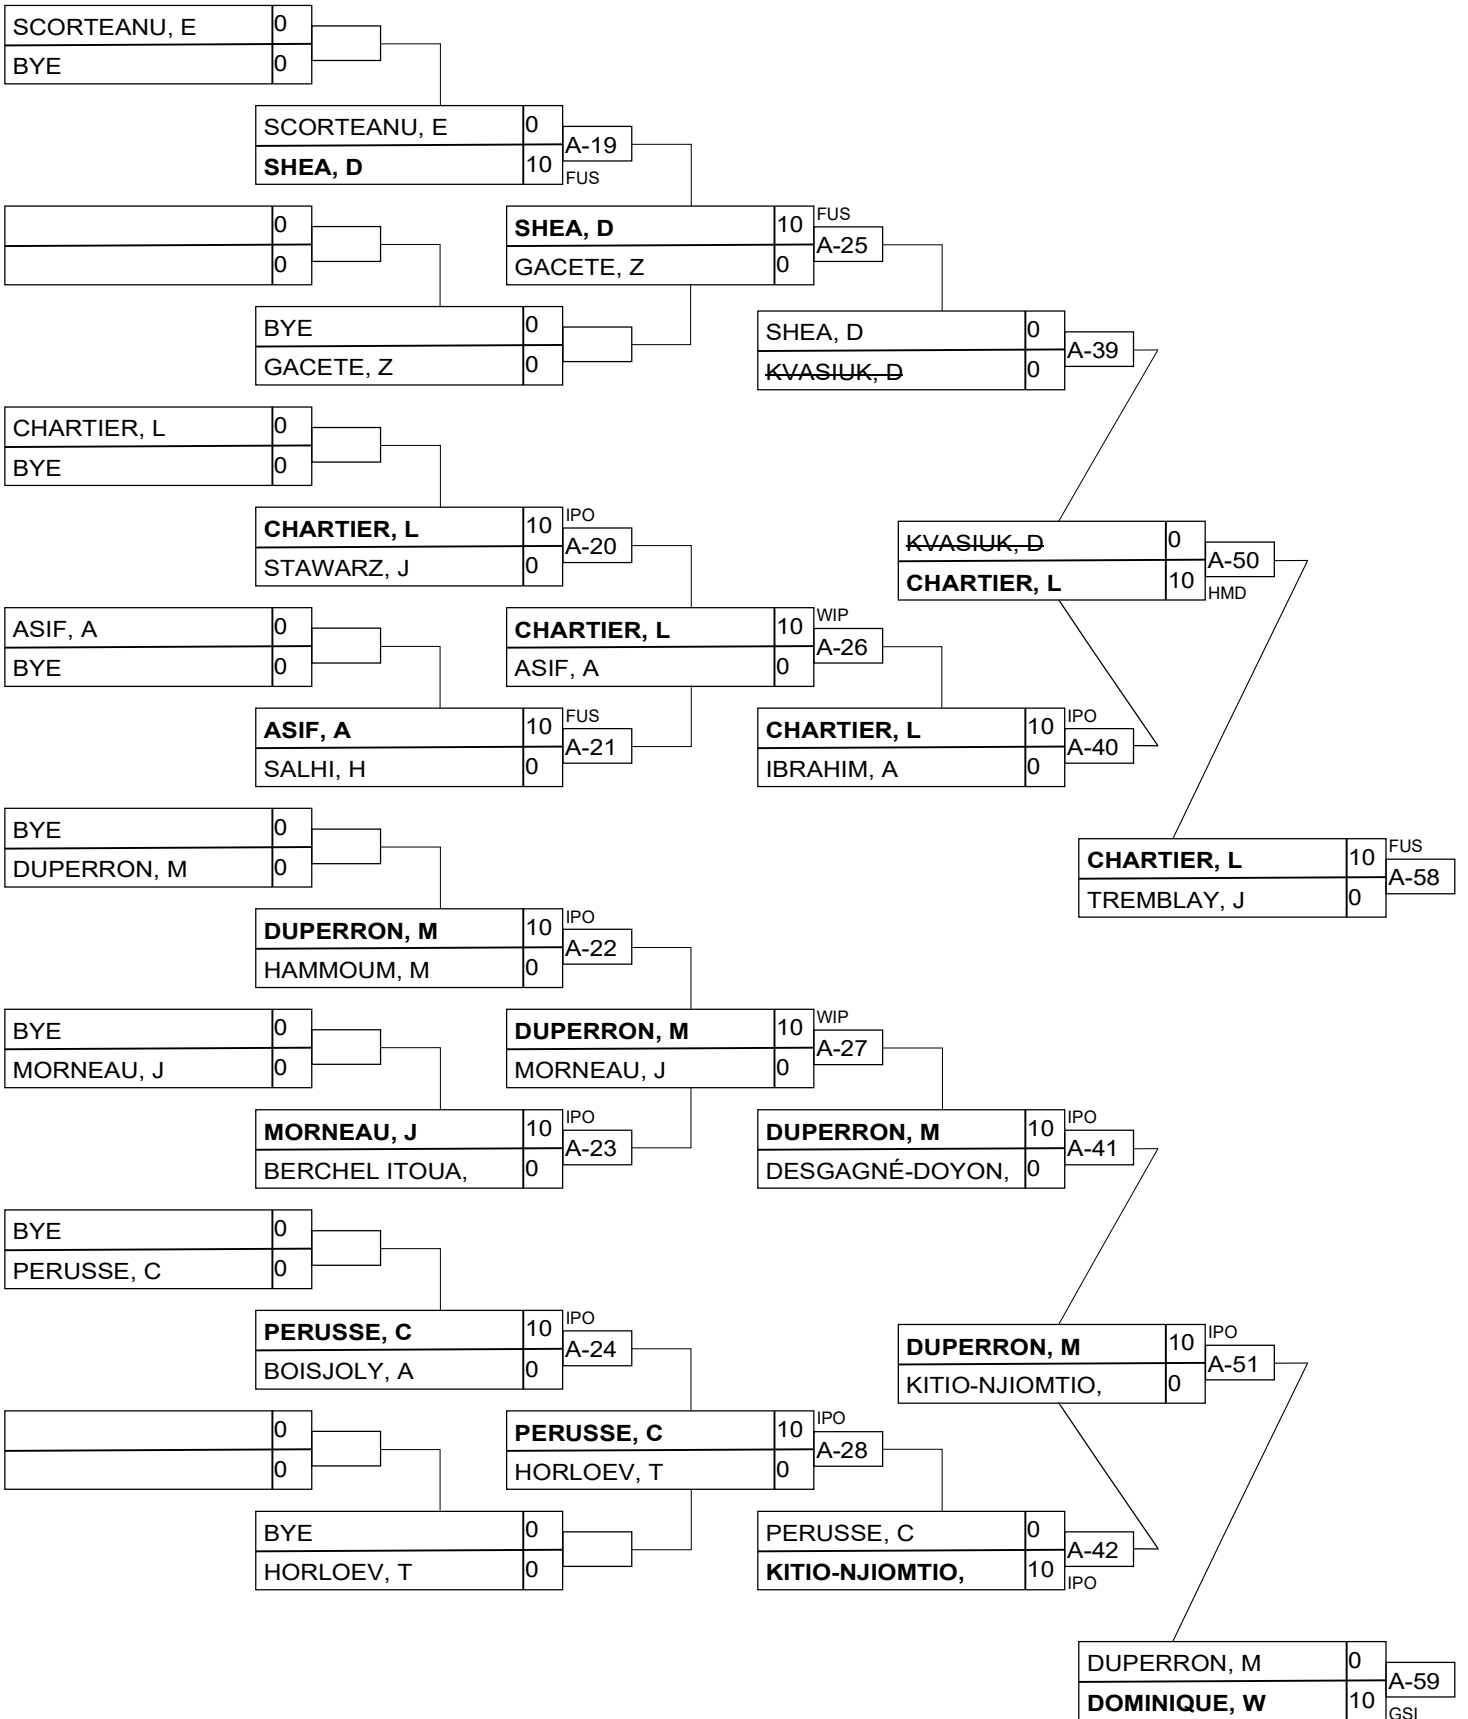 SCORTEANU, E 0
BYE 0
SCORTEANU, E 0
A-19
SHEA, D 10
FUS
0
0
SHEA, D 10 FUS
A-25
GACETE, Z 0
BYE 0
GACETE, Z 0
SHEA, D 0
A-39
KVASIUK, D 0
CHARTIER, L 0
BYE 0
CHARTIER, L 10 IPO
A-20
STAWARZ, J 0
KVASIUK, D 0
A-50
CHARTIER, L 10
HMD
ASIF, A 0
BYE 0
CHARTIER, L 10 WIP
A-26
ASIF, A 0
ASIF, A 10 FUS
A-21
SALHI, H 0
CHARTIER, L 10 IPO
A-40
IBRAHIM, A 0
BYE 0
DUPERRON, M 0
CHARTIER, L 10 FUS
A-58
TREMBLAY, J 0
DUPERRON, M 10 IPO
A-22
HAMMOUM, M 0
BYE 0
MORNEAU, J 0
DUPERRON, M 10 WIP
A-27
MORNEAU, J 0
MORNEAU, J 10 IPO
A-23
BERCHEL ITOUA, 0
DUPERRON, M 10 IPO
A-41
DESGAGNÉ-DOYON, 0
BYE 0
PERUSSE, C 0
PERUSSE, C 10 IPO
A-24
BOISJOLY, A 0
DUPERRON, M 10 IPO
A-51
KITIO-NJIOMTIO, 0
0
0
PERUSSE, C 10 IPO
A-28
HORLOEV, T 0
BYE 0
HORLOEV, T 0
PERUSSE, C 0
A-42
KITIO-NJIOMTIO, 10
IPO
DUPERRON, M 0
A-59
DOMINIQUE, W 10
GSI